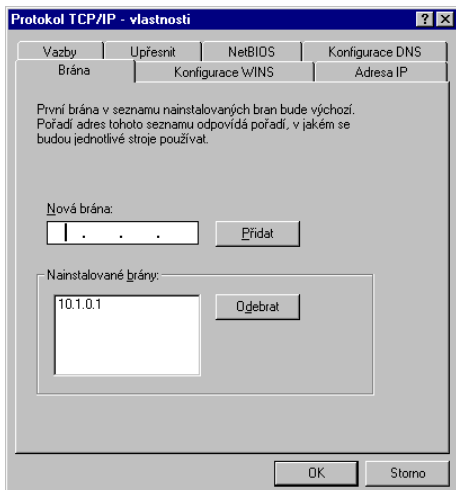 Protokol TCP/IP - vlastnosti
Vazby Upřesnit NetBIOS Konfigurace DNS
Brána Konfigurace WINS Adresa IP
První brána v seznamu nainstalovaných bran bude výchozí.
Pořadí adres tohoto seznamu odpovídá pořadí, v jakém se
budou jednotlivé stroje používat.
Nová brána:
. . . Přidat
Nainstalované brány:
10.1.0.1 Odebrat
OK Storno